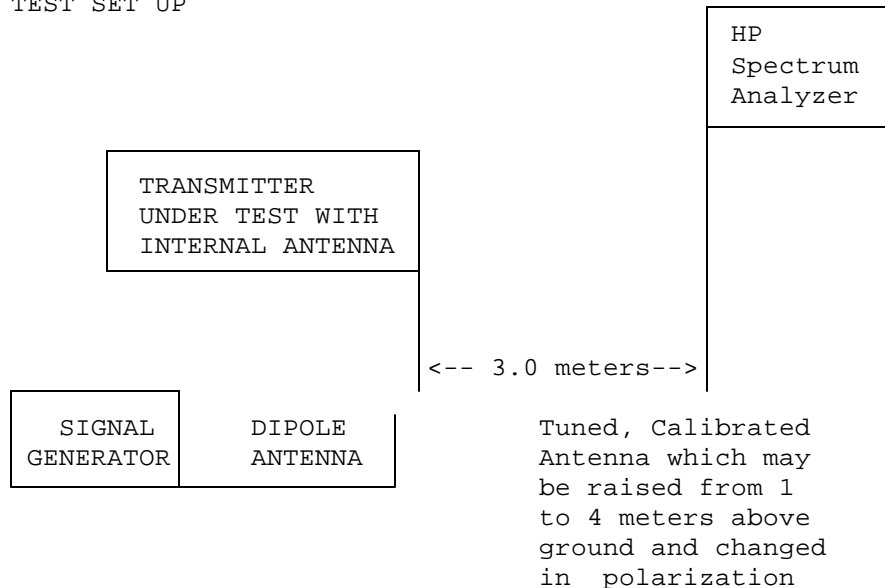 TEST SET UP
HP
Spectrum
Analyzer
TRANSMITTER
UNDER TEST WITH
INTERNAL ANTENNA
<-- 3.0 meters-->
SIGNAL
GENERATOR
DIPOLE
ANTENNA
Tuned, Calibrated
Antenna which may
be raised from 1
to 4 meters above
ground and changed
in polarization